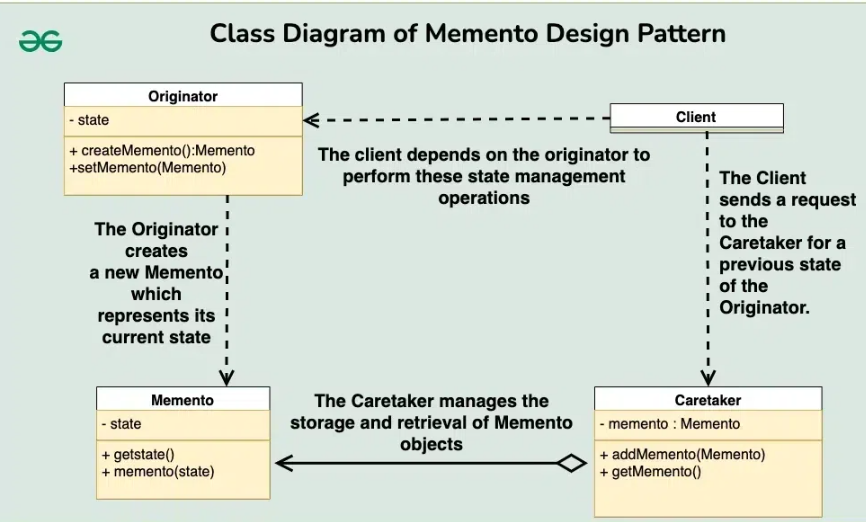 Class Diagram of Memento Design Pattern
Originator
- state
+ createMemento():Memento
+setMemento(Memento)
Client
The client depends on the originator to
perform these state management
operations
The Client
sends a request
to the
Caretaker for a
previous state
of the
Originator.
The Originator
creates
a new Memento
which
represents its
current state
Memento
- state
+ getstate()
+ memento(state)
The Caretaker manages the
storage and retrieval of Memento
objects
Caretaker
- memento : Memento
+ addMemento(Memento)
+ getMemento()